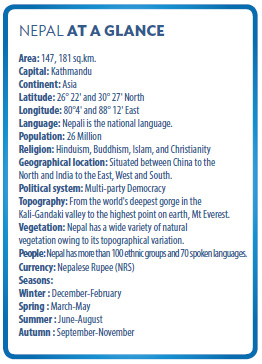 NEPAL AT A GLANCE
Area: 147, 181 sq.km.
Capital: Kathmandu
Continent: Asia
Latitude: 26° 22' and 30° 27' North
Longitude: 80°4' and 88° 12' East
Language: Nepali is the national language.
Population: 26 Million
Religion: Hinduism, Buddhism, Islam, and Christianity
Geographical location: Situated between China to the
North and India to the East, West and South.
Political system: Multi-party Democracy
Topography: From the world's deepest gorge in the
Kali-Gandaki valley to the highest point on earth, Mt Everest.
Vegetation: Nepal has a wide variety of natural
vegetation owing to its topographical variation.
People: Nepal has more than 100 ethnic groups and 70 spoken languages.
Currency: Nepalese Rupee (NRS)
Seasons:
Winter : December-February
Spring : March-May
Summer : June-August
Autumn : September-November